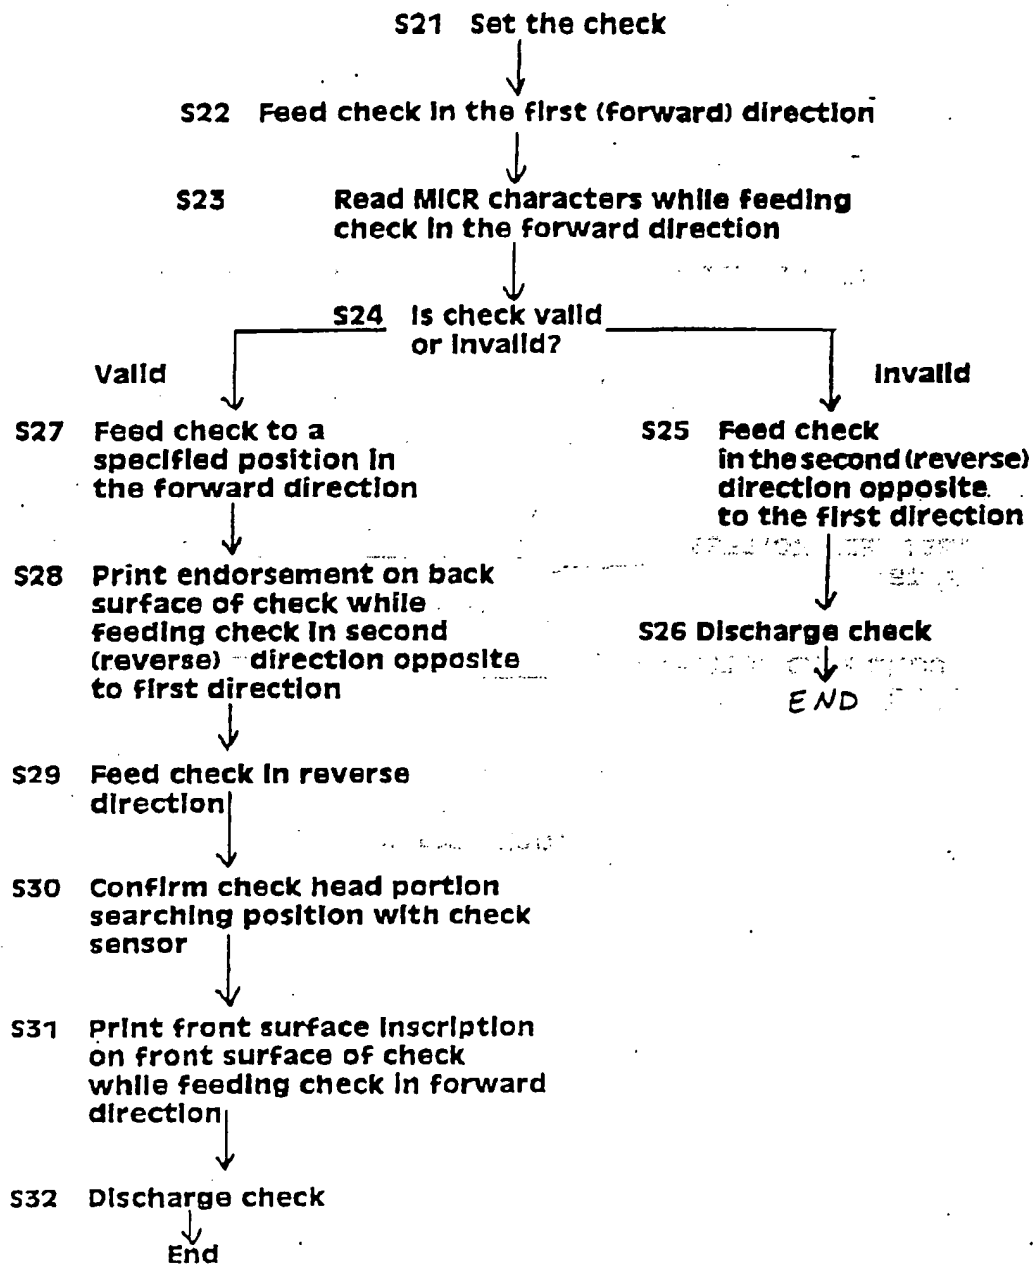 S21 Set the check
S22 Feed check in the first (forward) direction
S23 Read MICR characters while feeding
check in the forward direction
S24 Is check valid
or invalid?
Valid
Invalid
S27 Feed check to a
specified position in
the forward direction
S25 Feed check
in the second (reverse)
direction opposite
to the first direction
S28 Print endorsement on back
surface of check while
feeding check in second
(reverse) direction opposite
to first direction
S26 Discharge check
END
S29 Feed check in reverse
direction
S30 Confirm check head portion
searching position with check
sensor
S31 Print front surface inscription
on front surface of check
while feeding check in forward
direction
S32 Discharge check
End